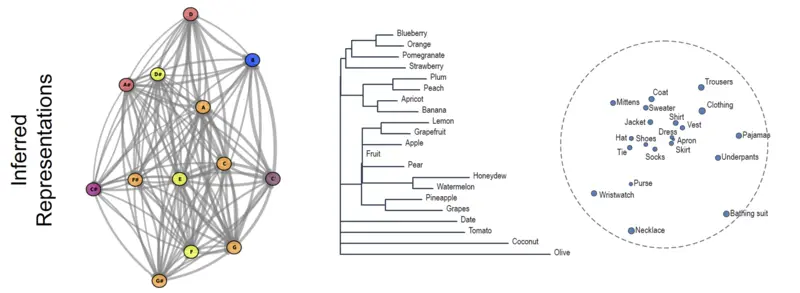 Inferred
Representations
D
D#
A#
A
C
C#
F#
E
F
G
G#
Blueberry
Orange
Pomegranate
Strawberry
Plum
Peach
Apricot
Banana
Lemon
Grapefruit
Apple
Fruit
Pear
Honeydew
Watermelon
Pineapple
Grapes
Date
Tomato
Coconut
Olive
Trousers
Coat
Mittens
Sweater
Clothing
Jacket
Shirt
Vest
Hat
Shoes
Dress
Apron
Pajamas
Tie
Socks
Skirt
Underpants
Purse
Wristwatch
Bathing suit
Necklace